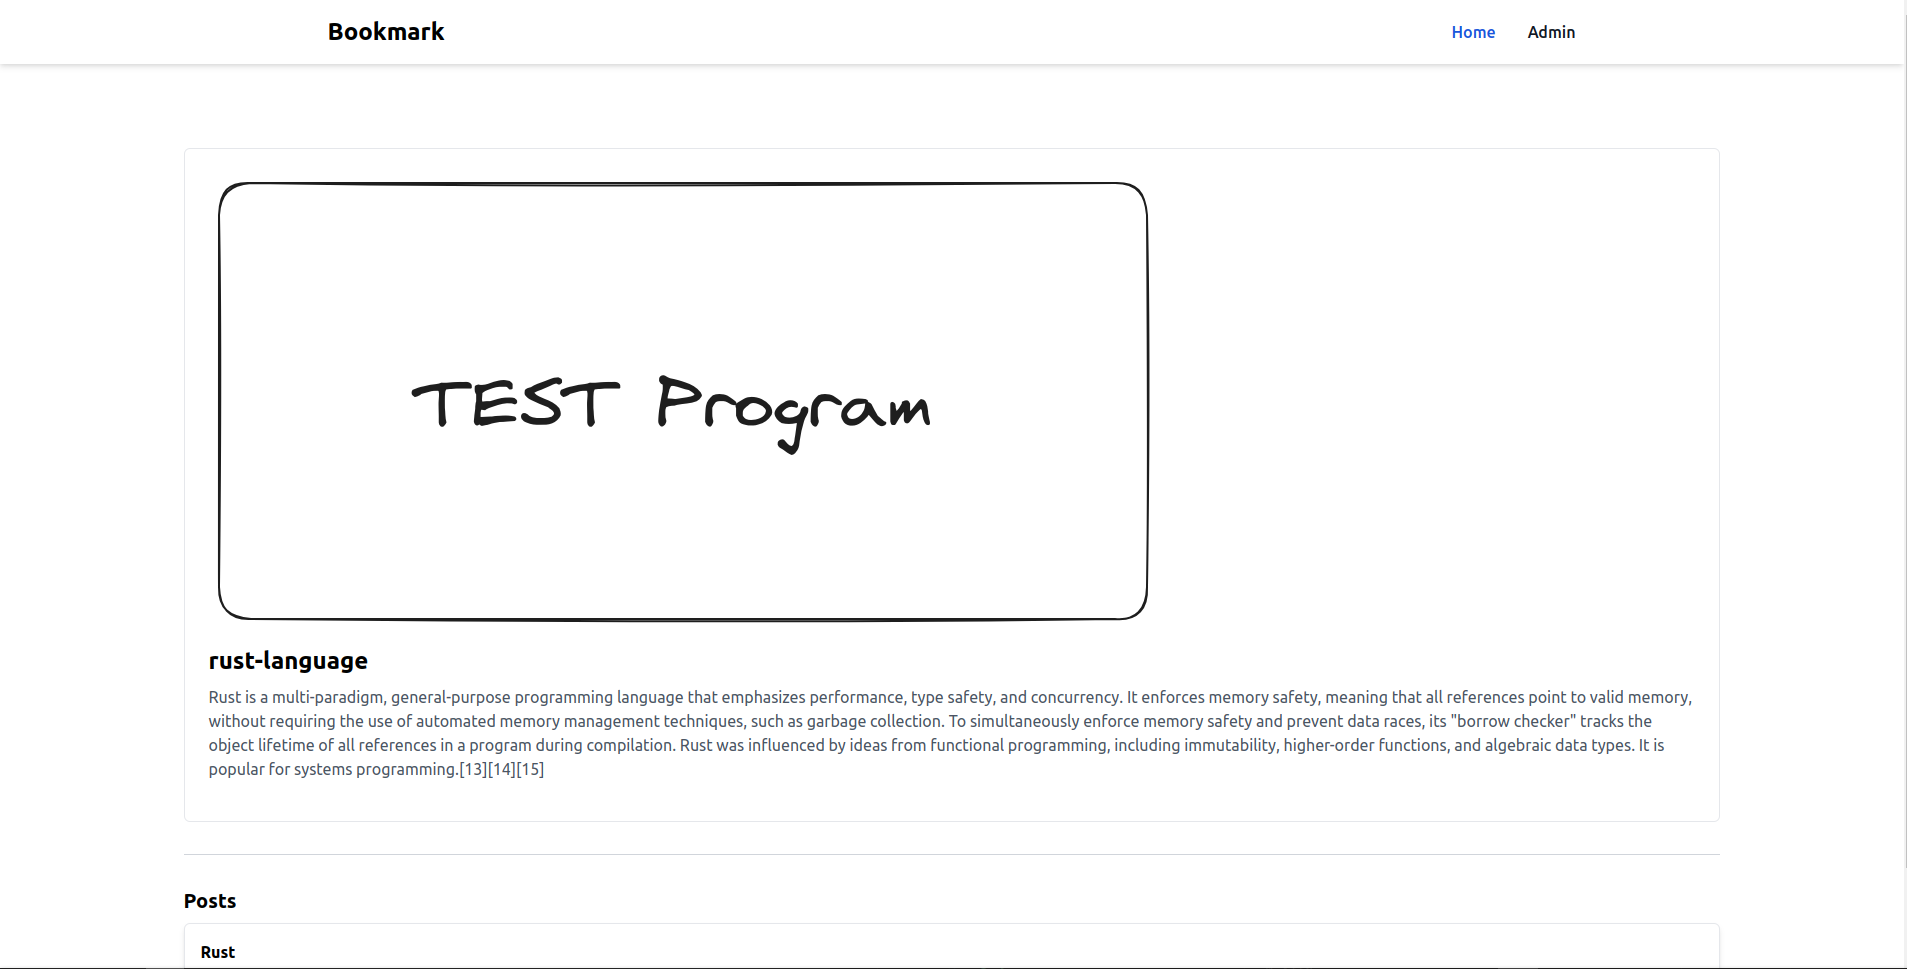 Bookmark
Home Admin
TEST Program
rust-language
Rust is a multi-paradigm, general-purpose programming language that emphasizes performance, type safety, and concurrency. It enforces memory safety, meaning that all references point to valid memory,
without requiring the use of automated memory management techniques, such as garbage collection. To simultaneously enforce memory safety and prevent data races, its "borrow checker" tracks the
object lifetime of all references in a program during compilation. Rust was influenced by ideas from functional programming, including immutability, higher-order functions, and algebraic data types. It is
popular for systems programming.[13][14][15]
Posts
Rust